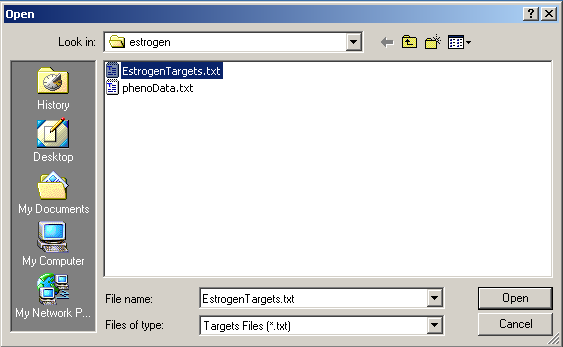 Open
Look in:
estrogen
History
Desktop
My Documents
My Computer
My Network P...
EstrogenTargets.txt
phenoData.txt
File name:
EstrogenTargets.txt
Open
Files of type:
Targets Files (*.txt)
Cancel